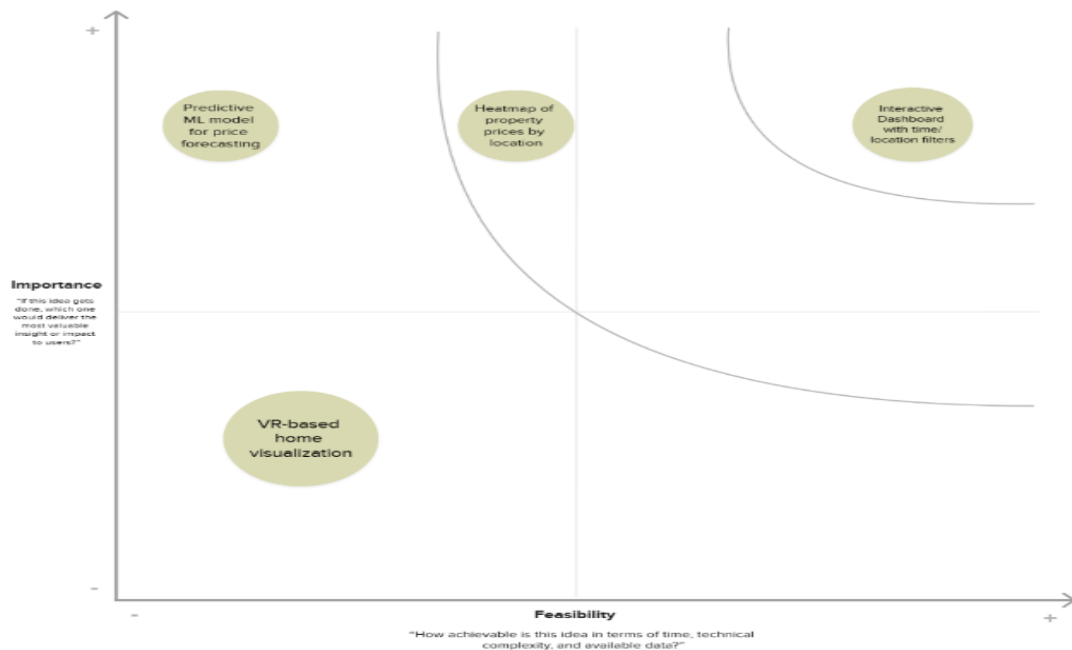 +
Predictive
ML model
for price
forecasting
Heatmap of
property
prices by
location
Interactive
Dashboard
with time/
location filters
Importance
"If this idea gets
done, which one
would deliver the
most valuable
insight or impact
to users?"
VR-based
home
visualization
-
-
Feasibility
+
"How achievable is this idea in terms of time, technical
complexity, and available data?"